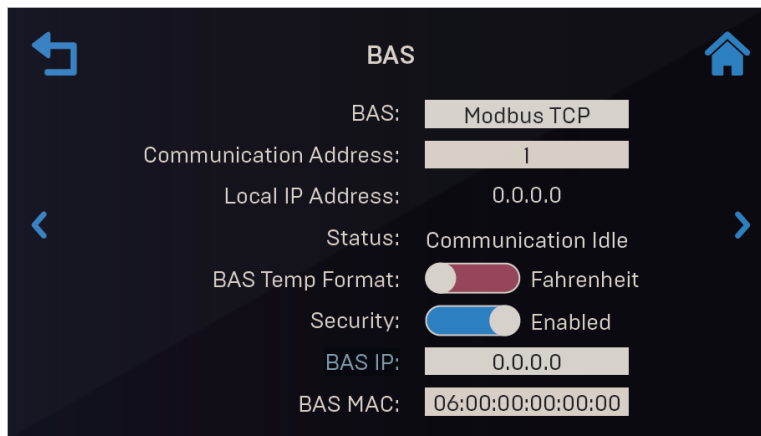 BAS
BAS: Modbus TCP
Communication Address: 1
Local IP Address: 0.0.0.0
Status: Communication Idle
BAS Temp Format: Fahrenheit
Security: Enabled
BAS IP: 0.0.0.0
BAS MAC: 06:00:00:00:00:00